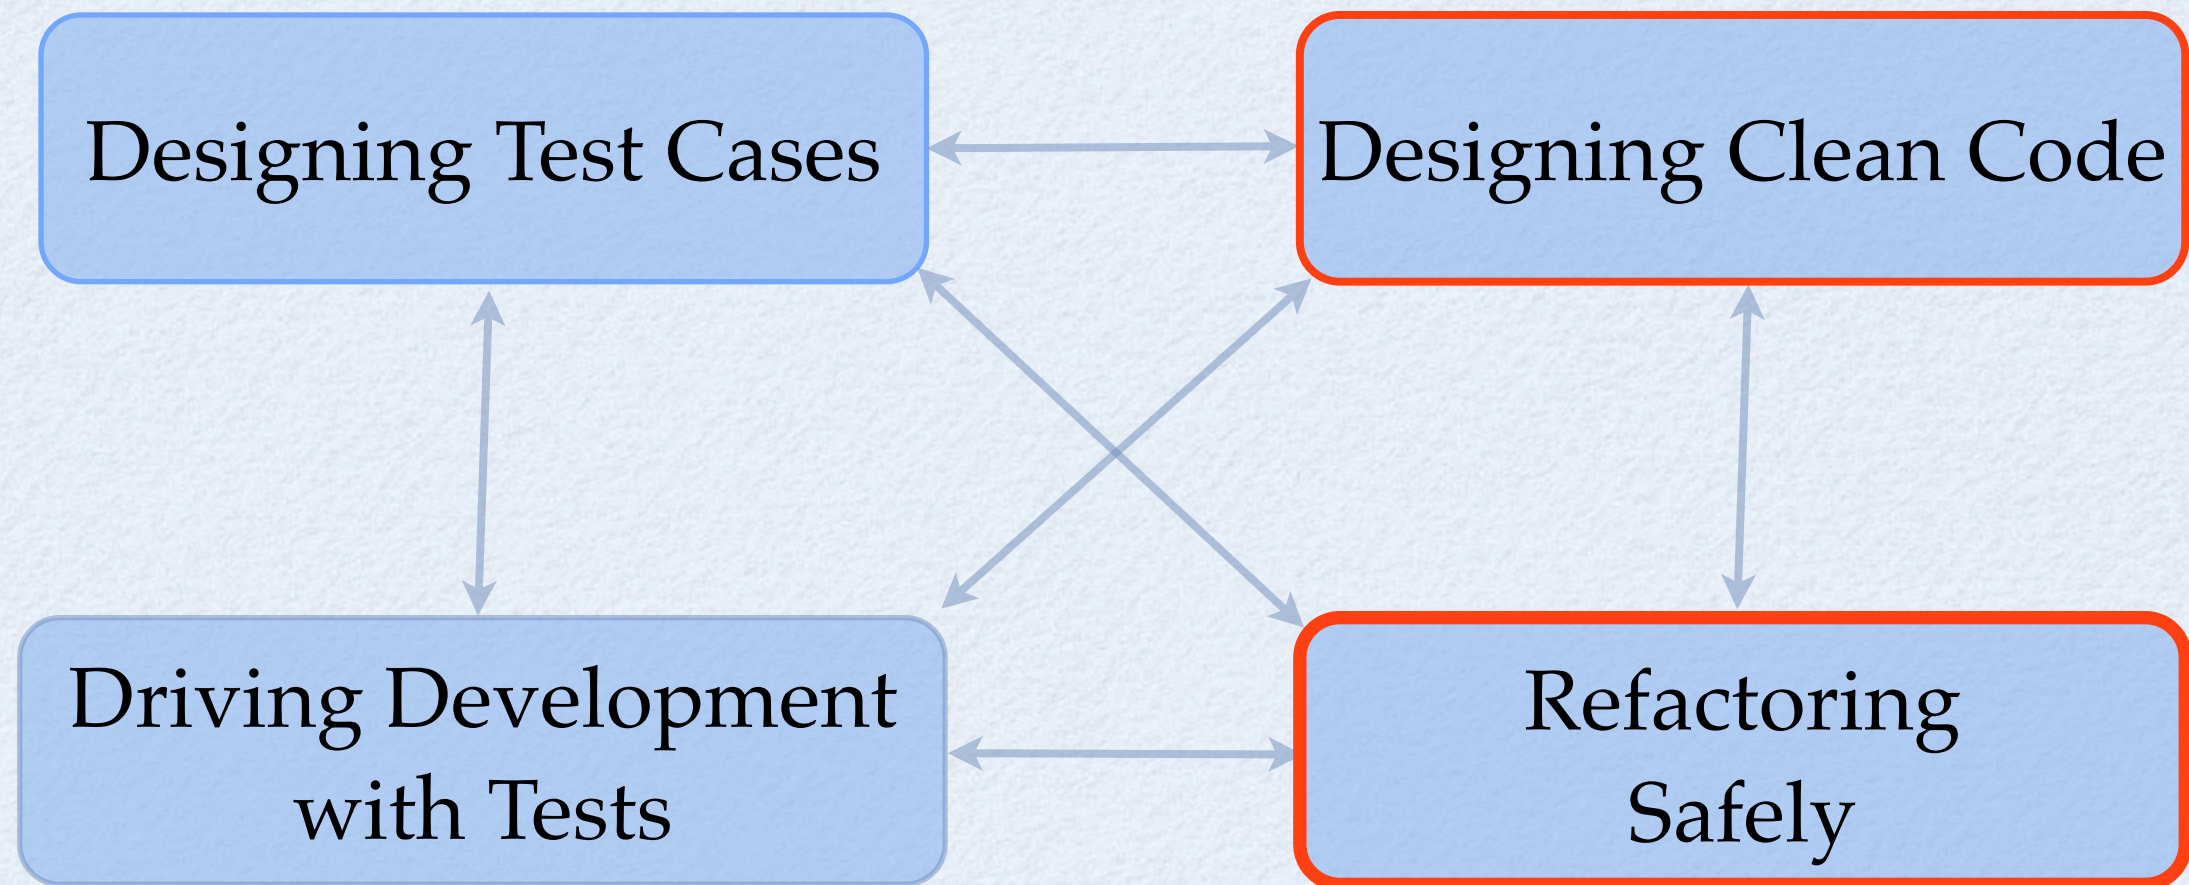 Designing Test Cases
Designing Clean Code
Driving Development
with Tests
Refactoring
Safely